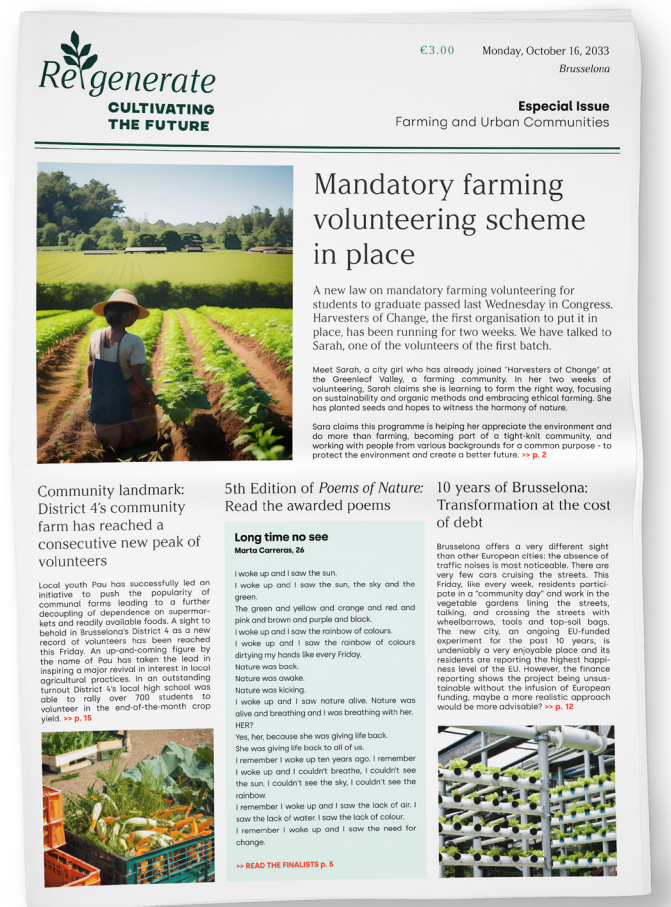 Re generate
CULTIVATING
THE FUTURE
€3.00
Monday, October 16, 2033
Brusselona
Especial Issue
Farming and Urban Communities
Mandatory farming
volunteering scheme
in place
A new law on mandatory farming volunteering for
students to graduate passed last Wednesday in Congress.
Harvesters of Change, the first organisation to put it in
place, has been running for two weeks. We have talked to
Sarah, one of the volunteers of the first batch.
Meet Sarah, a city girl who has already joined "Harvesters of Change" at
the Greenleaf Valley, a farming community. In her two weeks of
volunteering, Sarah claims she is learning to farm the right way, focusing
on sustainability and organic methods and embracing ethical farming. She
has planted seeds and hopes to witness the harmony of nature.
Sara claims this programme is helping her appreciate the environment and
do more than farming, becoming part of a tight-knit community, and
working with people from various backgrounds for a common purpose - to
protect the environment and create a better future. >> p. 2
Community landmark:
District 4's community
farm has reached a
consecutive new peak of
volunteers
Local youth Pau has successfully led an
initiative to push the popularity of
communal farms leading to a further
decoupling of dependence on supermar-
kets and readily available foods. A sight to
behold in Brusselona's District 4 as a new
record of volunteers has been reached
this Friday. An up-and-coming figure by
the name of Pau has taken the lead in
inspiring a major revival in interest in local
agricultural practices. In an outstanding
turnout District 4's local high school was
able to rally over 700 students to
volunteer in the end-of-the-month crop
yield. >> p. 15
5th Edition of Poems of Nature:
Read the awarded poems
Long time no see
Marta Carreras, 26
I woke up and I saw the sun.
I woke up and I saw the sun, the sky and the
green.
The green and yellow and orange and red and
pink and brown and purple and black.
I woke up and I saw the rainbow of colours.
I woke up and I saw the rainbow of colours
dirtying my hands like every Friday.
Nature was back.
Nature was awake.
Nature was kicking.
I woke up and I saw nature alive. Nature was
alive and breathing and I was breathing with her.
HER?
Yes, her, because she was giving life back.
She was giving life back to all of us.
I remember I woke up ten years ago. I remember
I woke up and I couldn't breathe, I couldn't see
the sun, I couldn't see the sky, I couldn't see the
rainbow.
I remember I woke up and I saw the lack of air. I
saw the lack of water. I saw the lack of colour.
I remember I woke up and I saw the need for
change.
>> READ THE FINALISTS p. 5
10 years of Brusselona:
Transformation at the cost
of debt
Brusselona offers a very different sight
than other European cities: the absence of
traffic noises is most noticeable. There are
very few cars cruising the streets. This
Friday, like every week, residents partici-
pate in a "community day" and work in the
vegetable gardens lining the streets,
talking, and crossing the streets with
wheelbarrows, tools and top-soil bags.
The new city, an ongoing EU-funded
experiment for the past 10 years, is
undeniably a very enjoyable place and its
residents are reporting the highest happi-
ness level of the EU. However, the finance
reporting shows the project being unsus-
tainable without the infusion of European
funding, maybe a more realistic approach
would be more advisable? >> p. 12